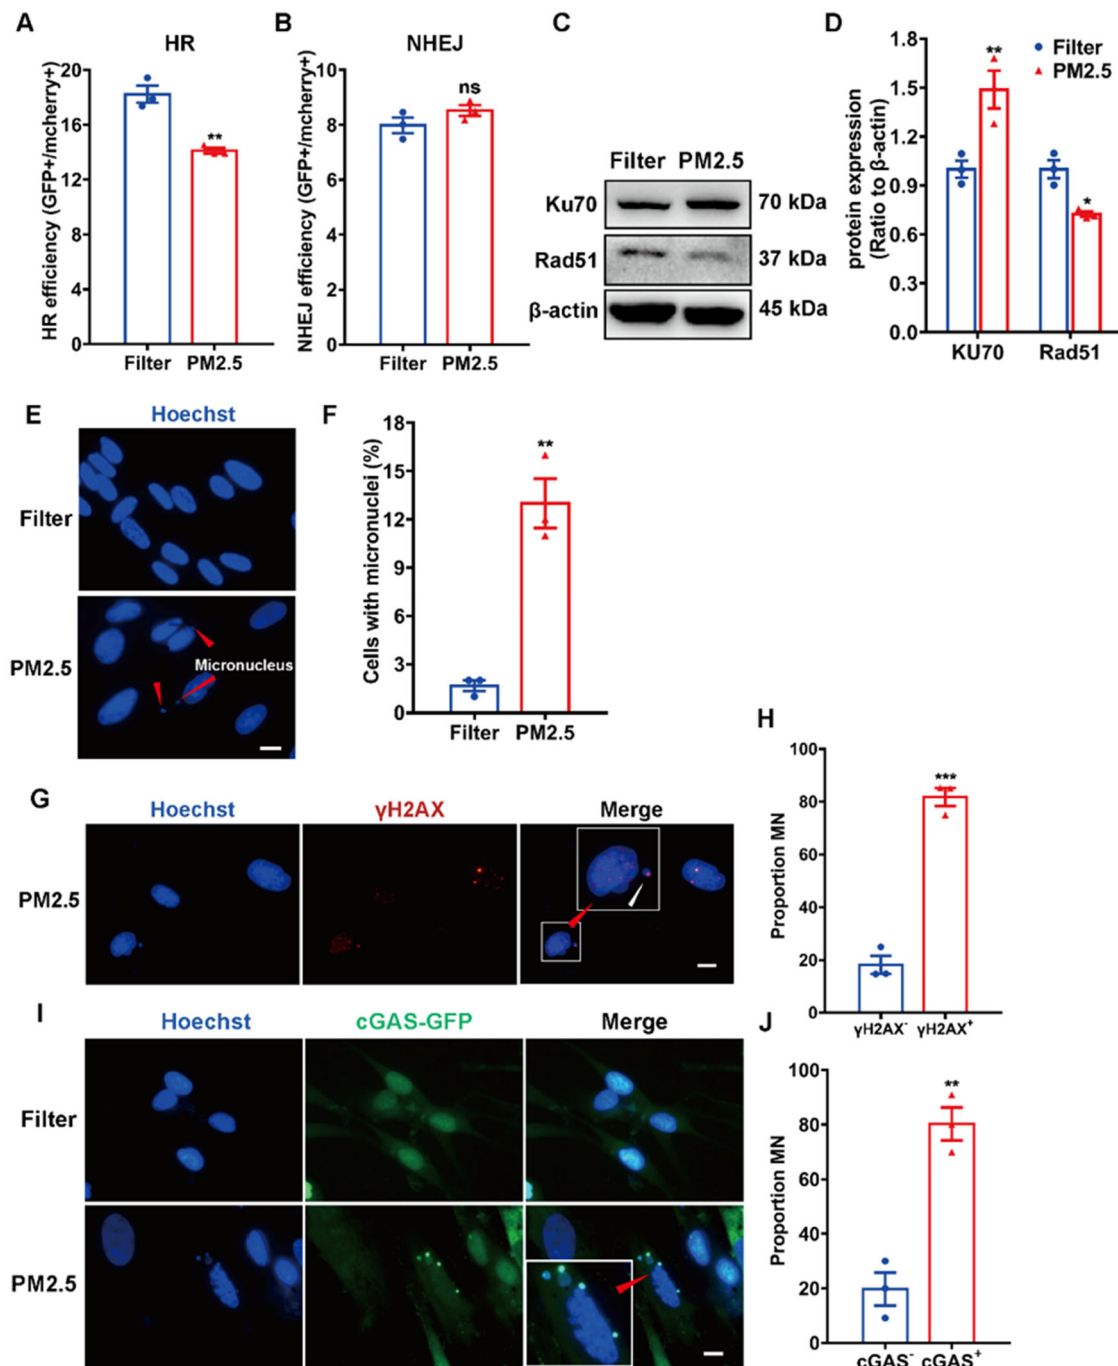 A
HR
HR efficiency (GFP+/mcherry+)
20
16
12
8
4
0
**
Filter PM2.5
B
NHEJ
NHEJ efficiency (GFP+/mcherry+)
10
8
6
4
2
0
ns
Filter PM2.5
C
Filter PM2.5
Ku70 70 kDa
Rad51 37 kDa
β-actin 45 kDa
D
protein expression
(Ratio to β-actin)
1.8
1.5
1.2
0.9
0.6
0.3
0.0
Filter
PM2.5
**
*
KU70 Rad51
E
Hoechst
Filter
PM2.5
Micronucleus
F
Cells with micronuclei (%)
18
15
12
9
6
3
0
**
Filter PM2.5
G
Hoechst γH2AX Merge
PM2.5
H
Proportion MN
100
80
60
40
20
0
***
γH2AX⁻ γH2AX⁺
I
Hoechst cGAS-GFP Merge
Filter
PM2.5
J
Proportion MN
100
80
60
40
20
0
**
cGAS⁻ cGAS⁺